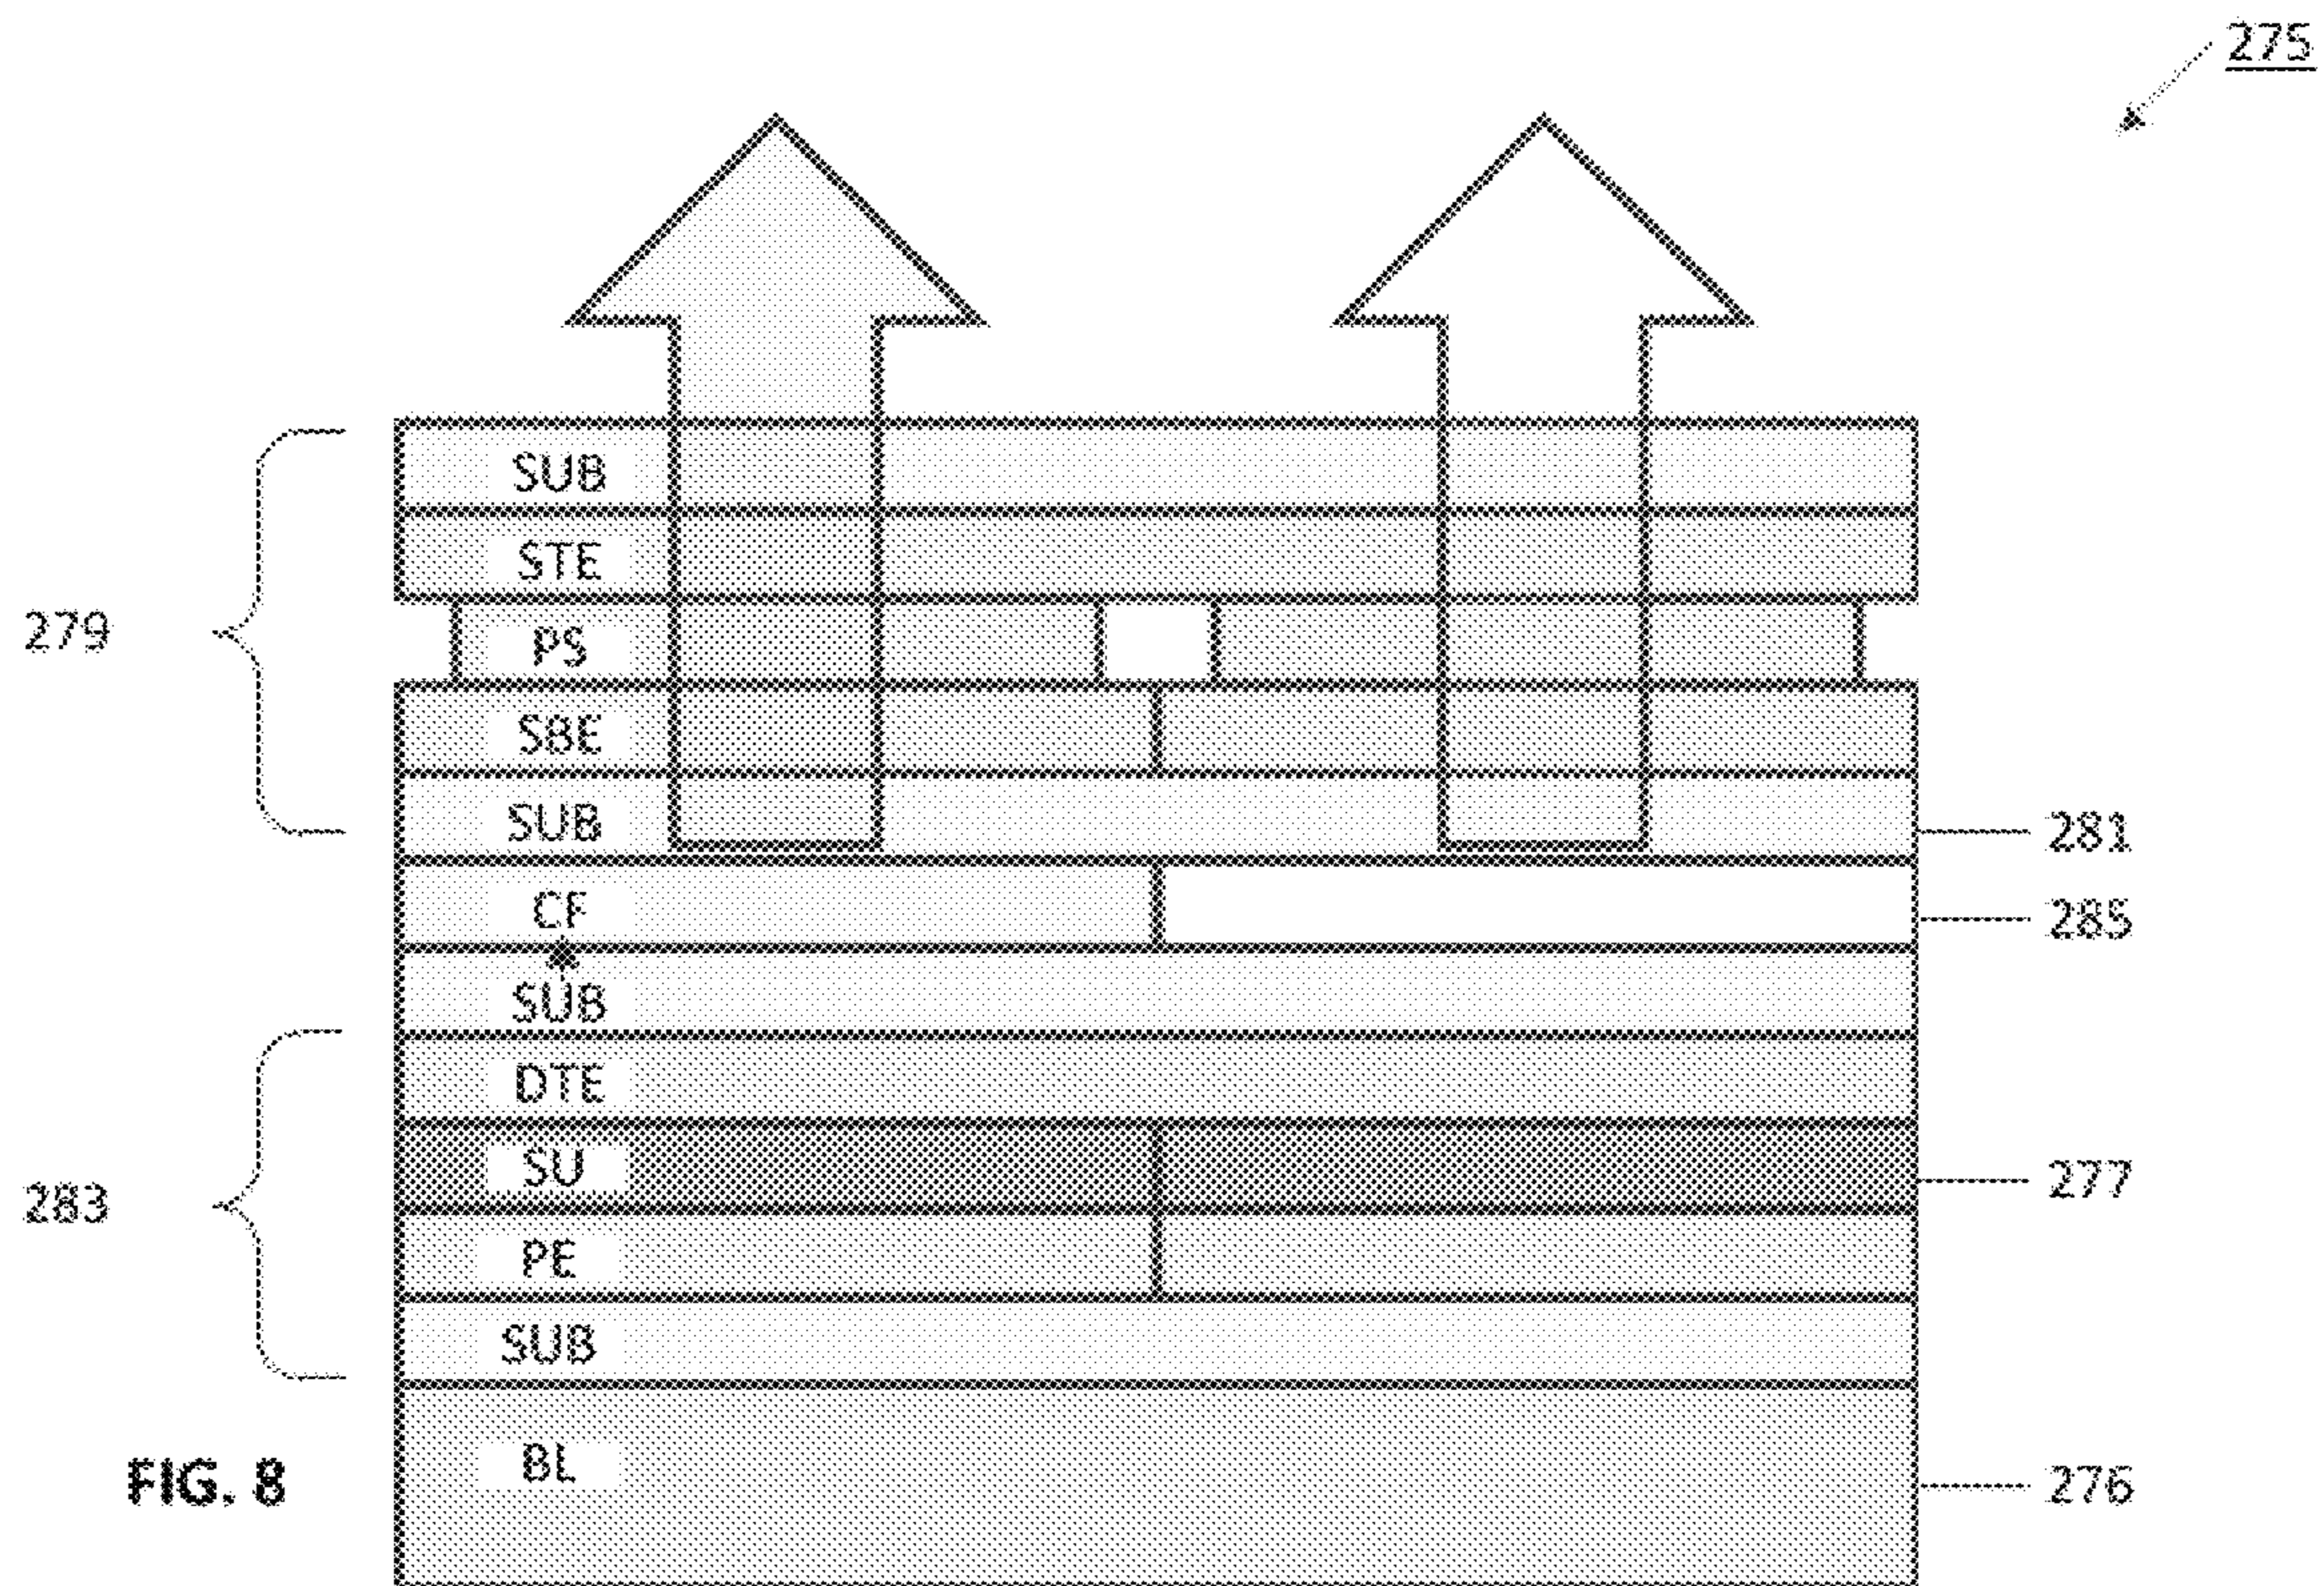 275
SUB
STE
279
PS
SBE
SUB
281
CF
285
SUB
DTE
SU
277
283
PE
SUB
BL
FIG. 8
276